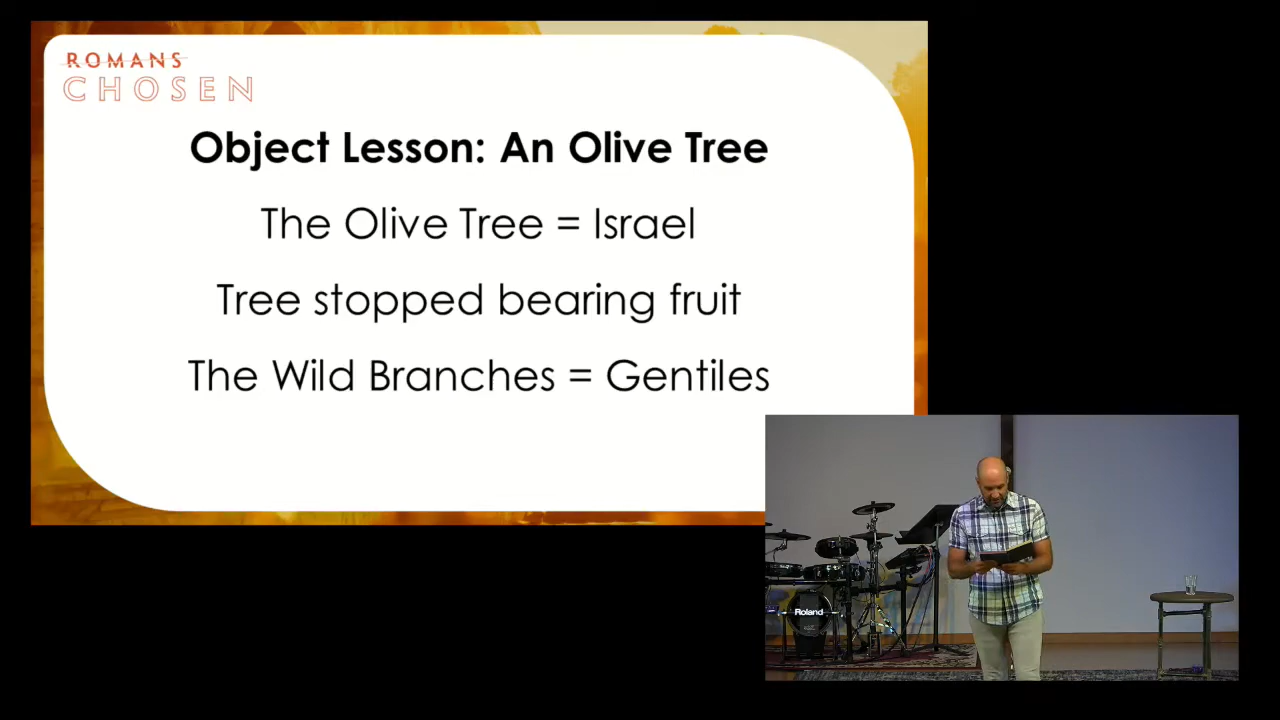 ROMANS
CHOSEN
Object Lesson: An Olive Tree
The Olive Tree = Israel
Tree stopped bearing fruit
The Wild Branches = Gentiles
Roland